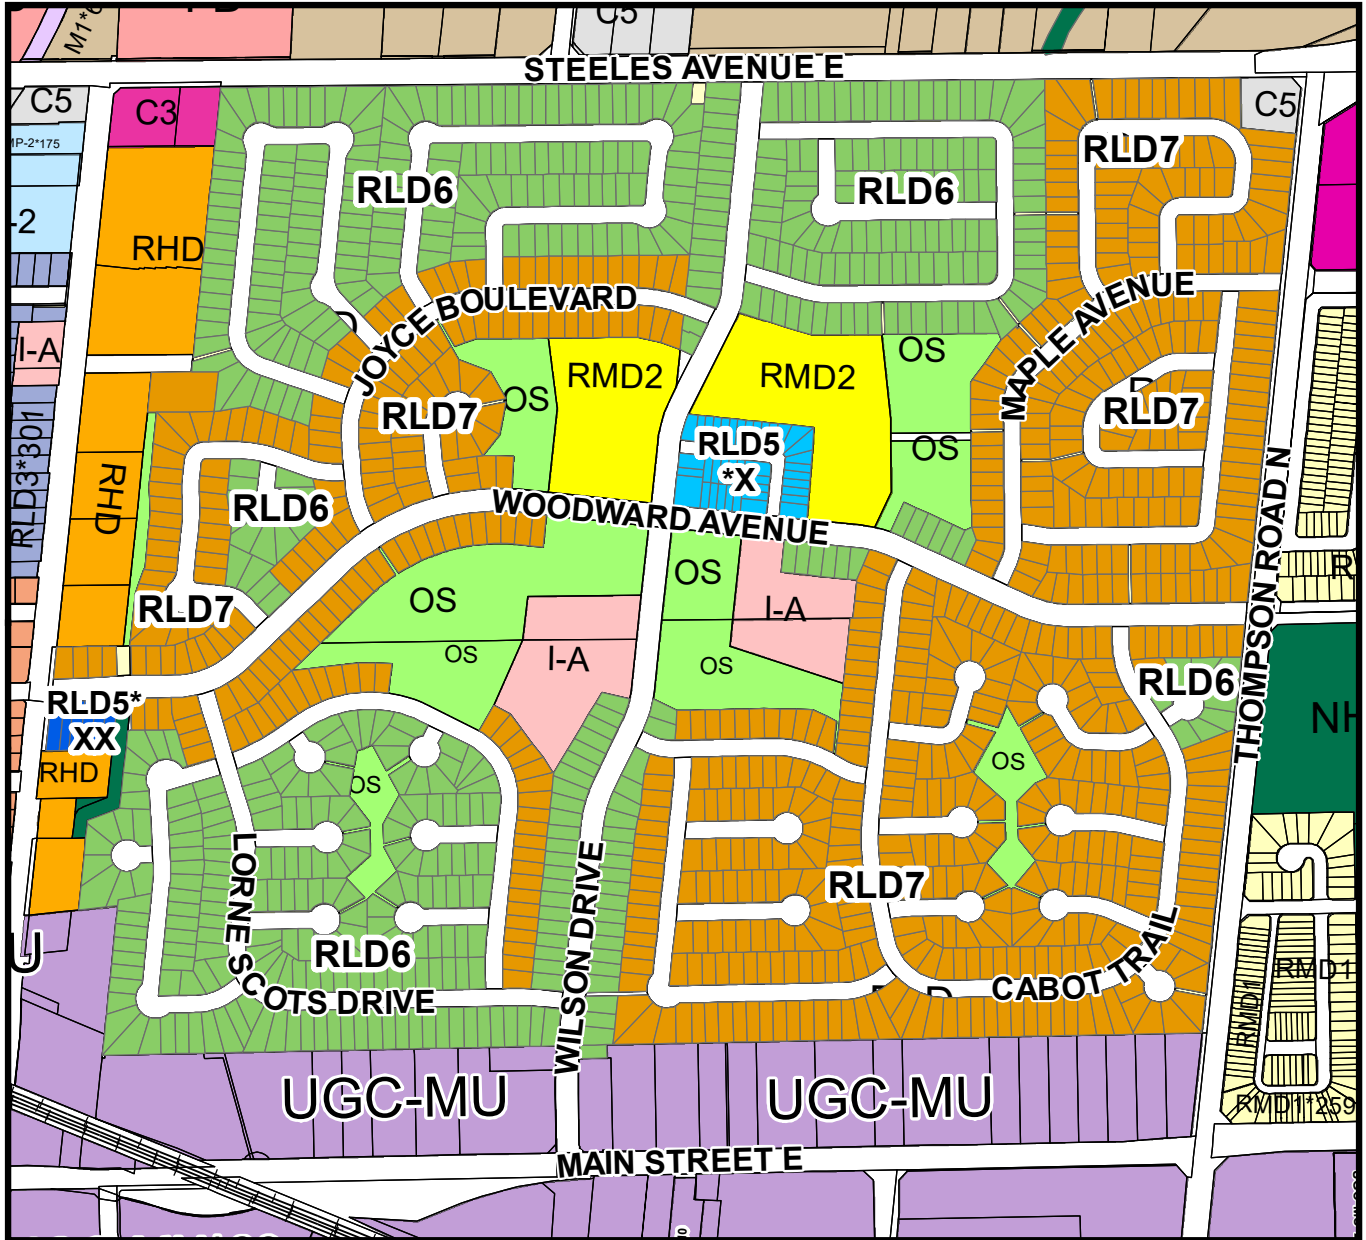 M1*6
C5
STEELES AVENUE E
C5
C3
C5
MP-2*175
RLD7
RLD6
RLD6
-2
RHD
MAPLE AVENUE
JOYCE BOULEVARD
I-A
OS
RMD2
RMD2
OS
RLD7
RLD7
RLD5
*X
OS
RLD3*301
RHD
RLD6
WOODWARD AVENUE
THOMPSON ROAD N
OS
OS
RLD7
I-A
OS
I-A
OS
RLD6
RLD5*
XX
NH
RHD
OS
OS
LORNE SCOTS DRIVE
WILSON DRIVE
RLD7
RLD6
CABOT TRAIL
U
RMD1
RMD1
UGC-MU
UGC-MU
RMD1*259
MAIN STREET E